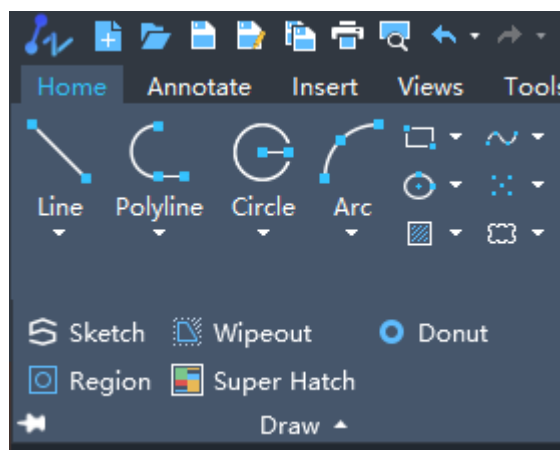 Home Annotate Insert Views Tools
Line Polyline Circle Arc
Sketch Wipeout Donut
Region Super Hatch
Draw